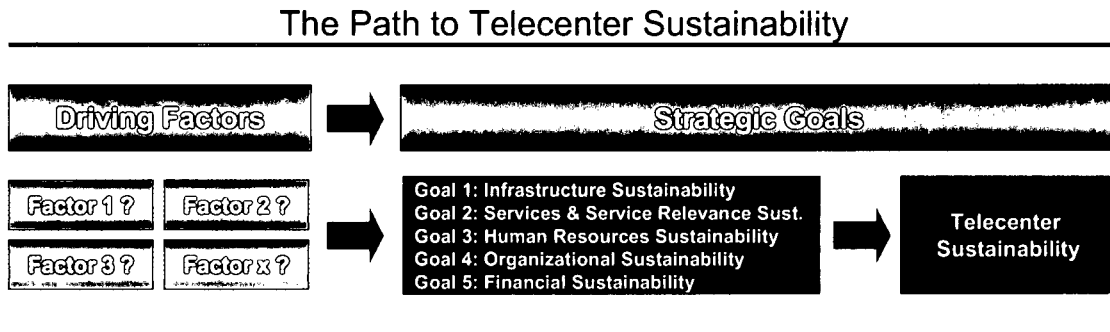 The Path to Telecenter Sustainability
Driving Factors
Strategic Goals
Factor 1 ?
Factor 2 ?
Factor 3 ?
Factor x ?
Goal 1: Infrastructure Sustainability
Goal 2: Services & Service Relevance Sust.
Goal 3: Human Resources Sustainability
Goal 4: Organizational Sustainability
Goal 5: Financial Sustainability
Telecenter
Sustainability